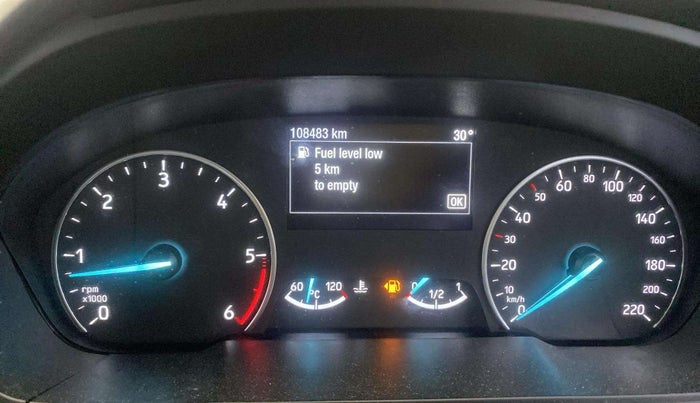 108483 km 30°
Fuel level low
5 km
to empty
OK
0 1 2 3 4 5 6
rpm
x1000
60 120
°C
0 1/2 1
0 10 20 30 40 50 60 80 100 120 140 160 180 200 220
km/h